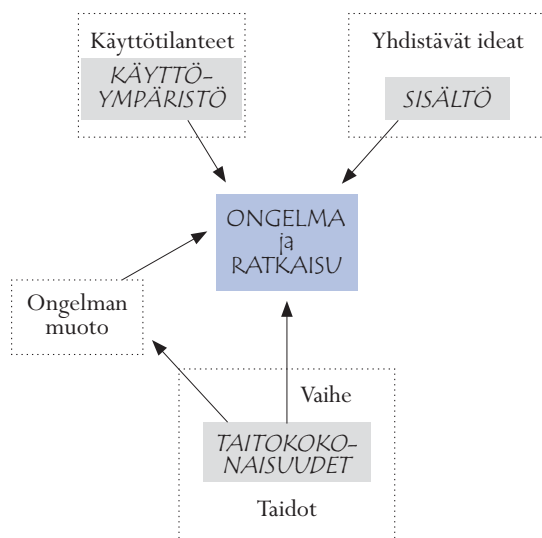 Käyttötilanteet
KÄYTTÖ-
YMPÄRISTÖ
Yhdistävät ideat
SISÄLTÖ
ONGELMA
ja
RATKAISU
Ongelman
muoto
Vaihe
TAITOKOKO-
NAISUUDET
Taidot